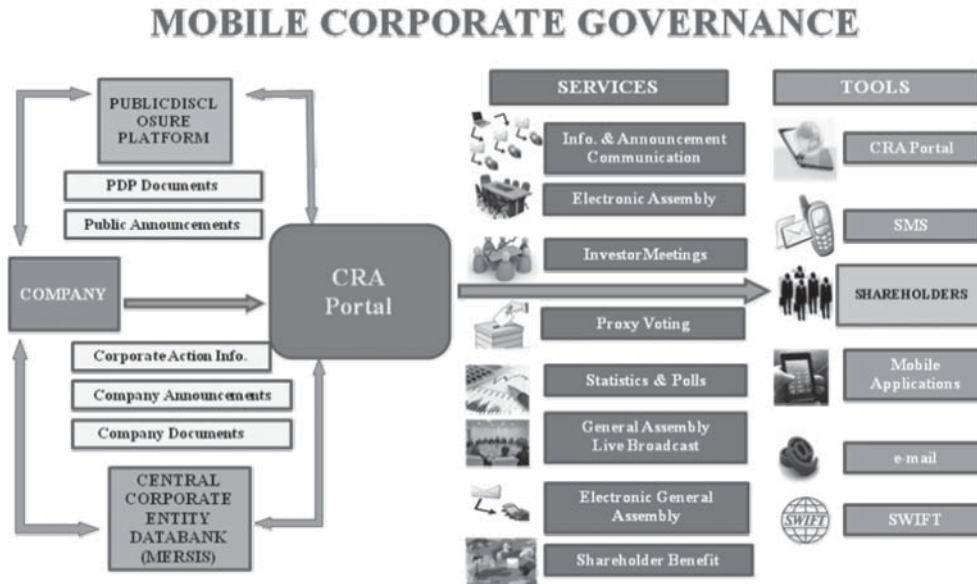 MOBILE CORPORATE GOVERNANCE
PUBLICDISCL
OSURE
PLATFORM
PDP Documents
Public Announcements
COMPANY
CRA
Portal
Corporate Action Info.
Company Announcements
Company Documents
CENTRAL
CORPORATE
ENTITY
DATABANK
(MERSIS)
SERVICES
Info. & Announcement
Communication
Electronic Assembly
Investor Meetings
Proxy Voting
Statistics & Polls
General Assembly
Live Broadcast
Electronic General
Assembly
Shareholder Benefit
TOOLS
CRA Portal
SMS
SHAREHOLDERS
Mobile
Applications
e-mail
SWIFT
SWIFT